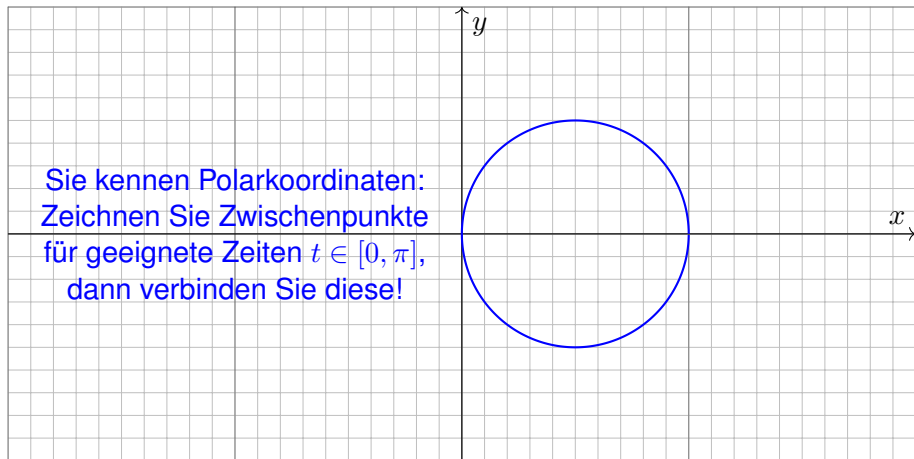 y
Sie kennen Polarkoordinaten:
Zeichnen Sie Zwischenpunkte
für geeignete Zeiten t ∈ [0, π],
dann verbinden Sie diese!
x